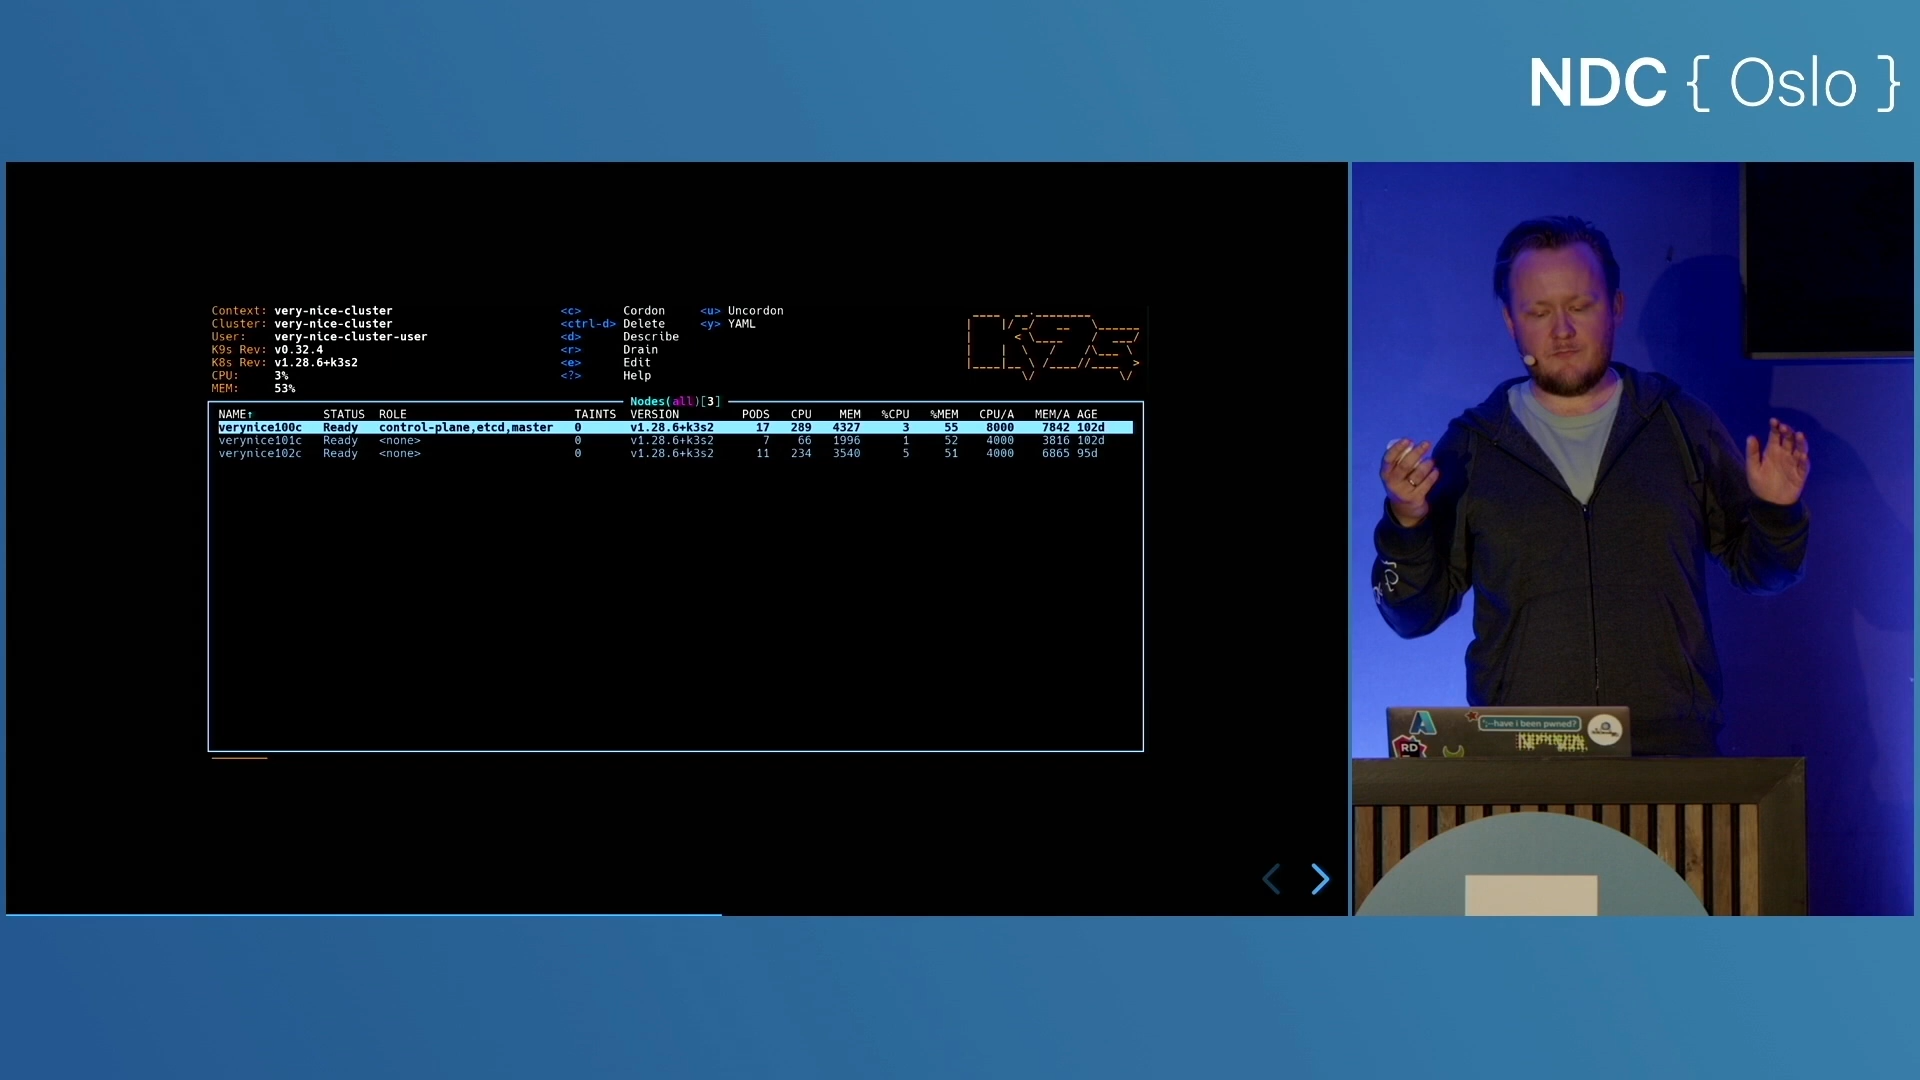 NDC { Oslo }
Context: very-nice-cluster <c> Cordon <u> Uncordon
Cluster: very-nice-cluster <ctrl-d> Delete <y> YAML
User: very-nice-cluster-user <d> Describe
K9s Rev: v0.32.4 <r> Drain
K8s Rev: v1.28.6+k3s2 <e> Edit
CPU: 3% <?> Help
MEM: 53%
K9s
Nodes(all)[3]
NAME↑ STATUS ROLE TAINTS VERSION PODS CPU MEM %CPU %MEM CPU/A MEM/A AGE
verynice100c Ready control-plane,etcd,master 0 v1.28.6+k3s2 17 289 4327 3 55 8000 7842 102d
verynice101c Ready <none> 0 v1.28.6+k3s2 7 66 1996 1 52 4000 3816 102d
verynice102c Ready <none> 0 v1.28.6+k3s2 11 234 3540 5 51 4000 6865 95d
';--have i been pwned?
RD